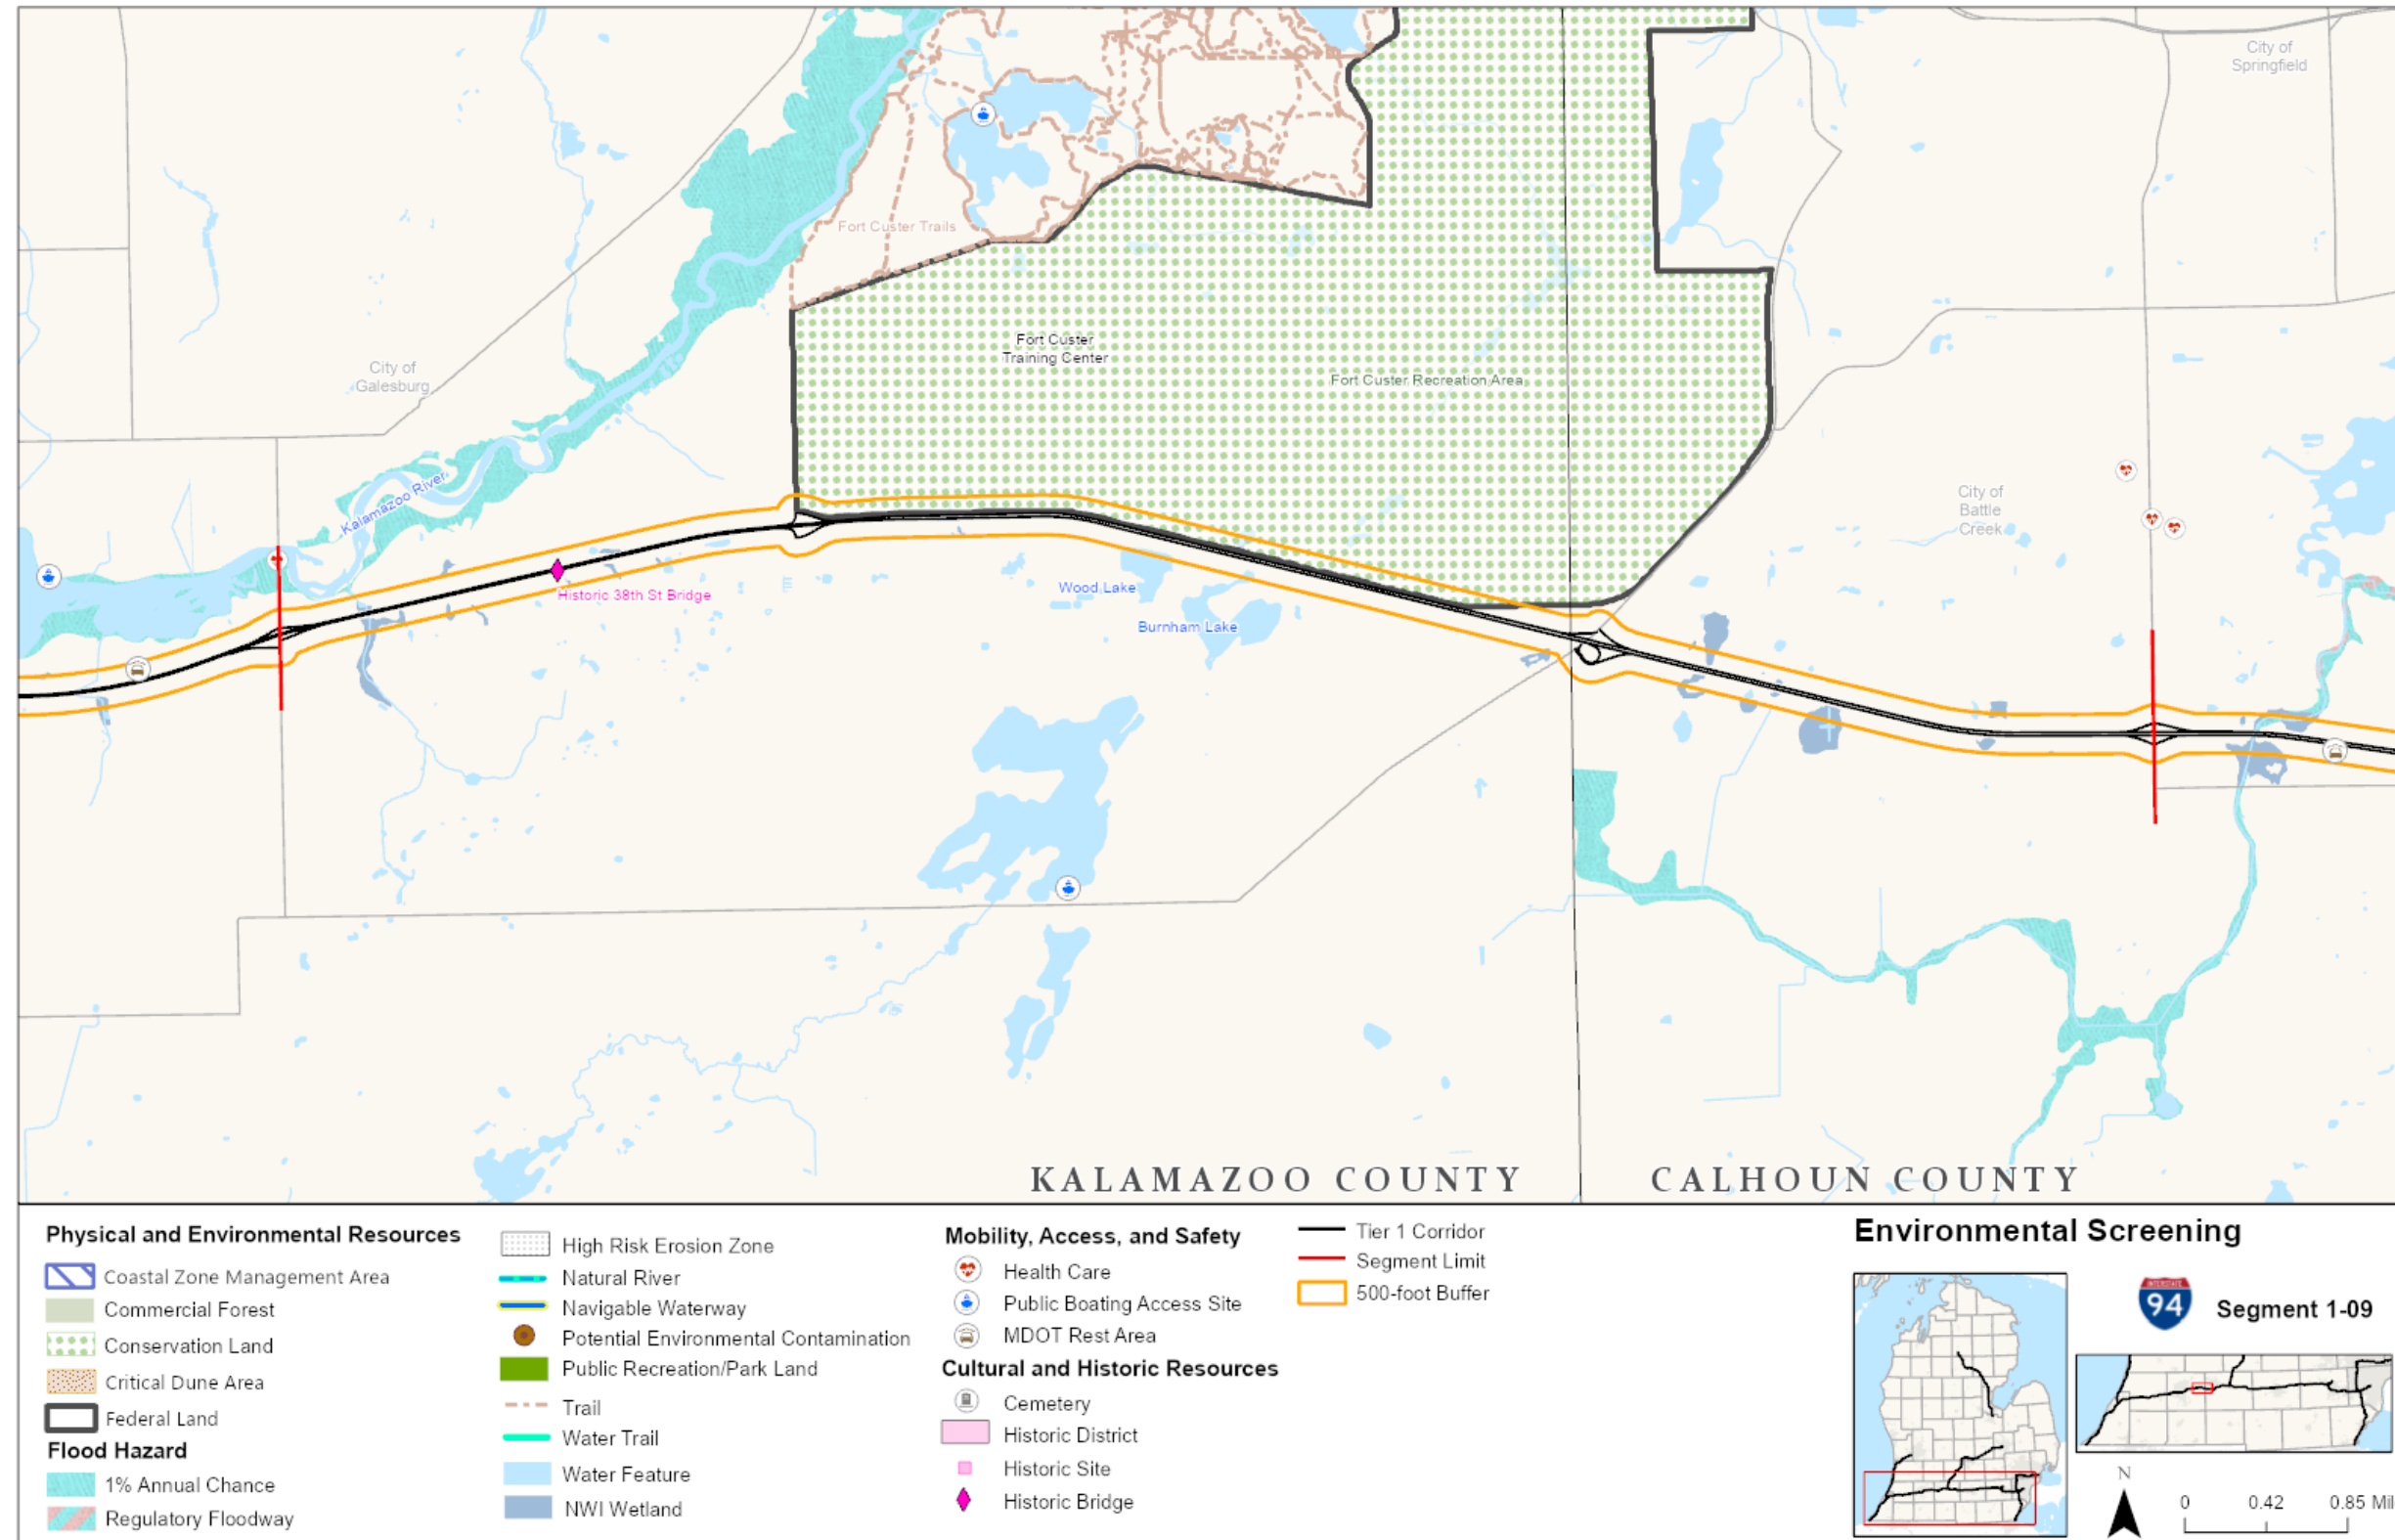 City of
Springfield
Fort Custer Trails
Fort Custer
Training Center
City of
Galesburg
Fort Custer Recreation Area
Kalamazoo River
City of
Battle
Creek
Historic 38th St Bridge
Wood Lake
Burnham Lake
KALAMAZOO COUNTY
CALHOUN COUNTY
Physical and Environmental Resources
Coastal Zone Management Area
Commercial Forest
Conservation Land
Critical Dune Area
Federal Land
Flood Hazard
1% Annual Chance
Regulatory Floodway
High Risk Erosion Zone
Natural River
Navigable Waterway
Potential Environmental Contamination
Public Recreation/Park Land
Trail
Water Trail
Water Feature
NWI Wetland
Mobility, Access, and Safety
Health Care
Public Boating Access Site
MDOT Rest Area
Cultural and Historic Resources
Cemetery
Historic District
Historic Site
Historic Bridge
Tier 1 Corridor
Segment Limit
500-foot Buffer
Environmental Screening
INTERSTATE
94
Segment 1-09
N
0 0.42 0.85 Mil